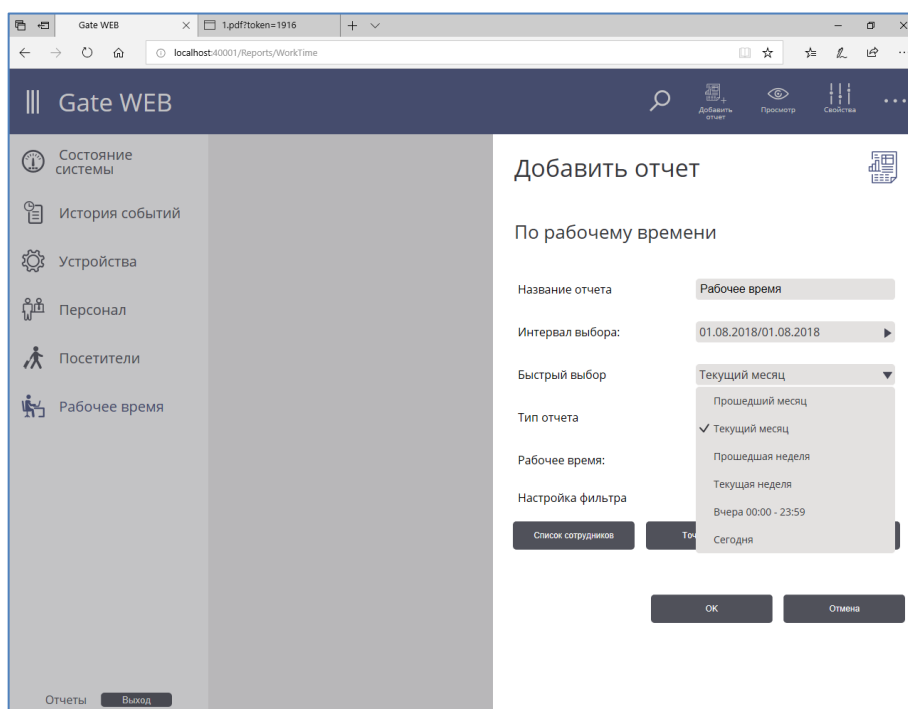 Gate WEB
1.pdf?token=1916
localhost:40001/Reports/WorkTime
Gate WEB
Добавить
отчет
Просмотр
Свойства
Состояние
системы
История событий
Устройства
Персонал
Посетители
Рабочее время
Отчеты
Выход
Добавить отчет
По рабочему времени
Название отчета
Рабочее время
Интервал выбора:
01.08.2018/01.08.2018
Быстрый выбор
Текущий месяц
Прошедший месяц
Текущий месяц
Прошедшая неделя
Текущая неделя
Вчера 00:00 - 23:59
Сегодня
Тип отчета
Рабочее время:
Настройка фильтра
Список сотрудников
OK
Отмена